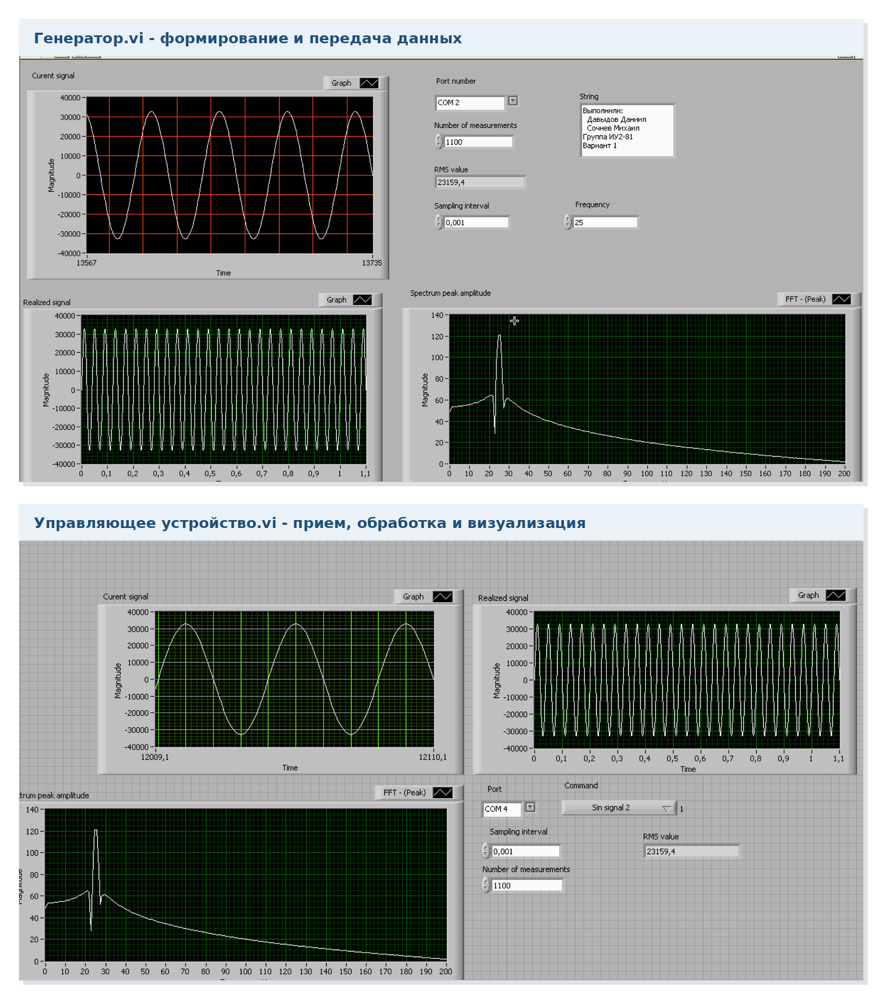 Генератор.vi - формирование и передача данных
Curent signal
Graph
40000
30000
20000
10000
0
-10000
-20000
-30000
-40000
Magnitude
13567
13735
Time
Port number
COM 2
Number of measurements
1100
RMS value
23159,4
Sampling interval
0,001
Frequency
25
String
Выполнили:
Давыдов Даниил
Сочнев Михаил
Группа ИУ2-81
Вариант 1
Realized signal
Graph
40000
30000
20000
10000
0
-10000
-20000
-30000
-40000
Magnitude
0 0,1 0,2 0,3 0,4 0,5 0,6 0,7 0,8 0,9 1 1,1
Spectrum peak amplitude
FFT - (Peak)
140
120
100
80
60
40
20
0
Magnitude
0 10 20 30 40 50 60 70 80 90 100 110 120 130 140 150 160 170 180 190 200
Управляющее устройство.vi - прием, обработка и визуализация
Curent signal
Graph
40000
30000
20000
10000
0
-10000
-20000
-30000
-40000
Magnitude
12009,1
12110,1
Time
Realized signal
Graph
40000
30000
20000
10000
0
-10000
-20000
-30000
-40000
Magnitude
0 0,1 0,2 0,3 0,4 0,5 0,6 0,7 0,8 0,9 1 1,1
Time
ctrum peak amplitude
FFT - (Peak)
140
120
100
80
60
40
20
0
Magnitude
0 10 20 30 40 50 60 70 80 90 100 110 120 130 140 150 160 170 180 190 200
Port
COM 4
Command
Sin signal 2
1
Sampling interval
0,001
RMS value
23159,4
Number of measurements
1100